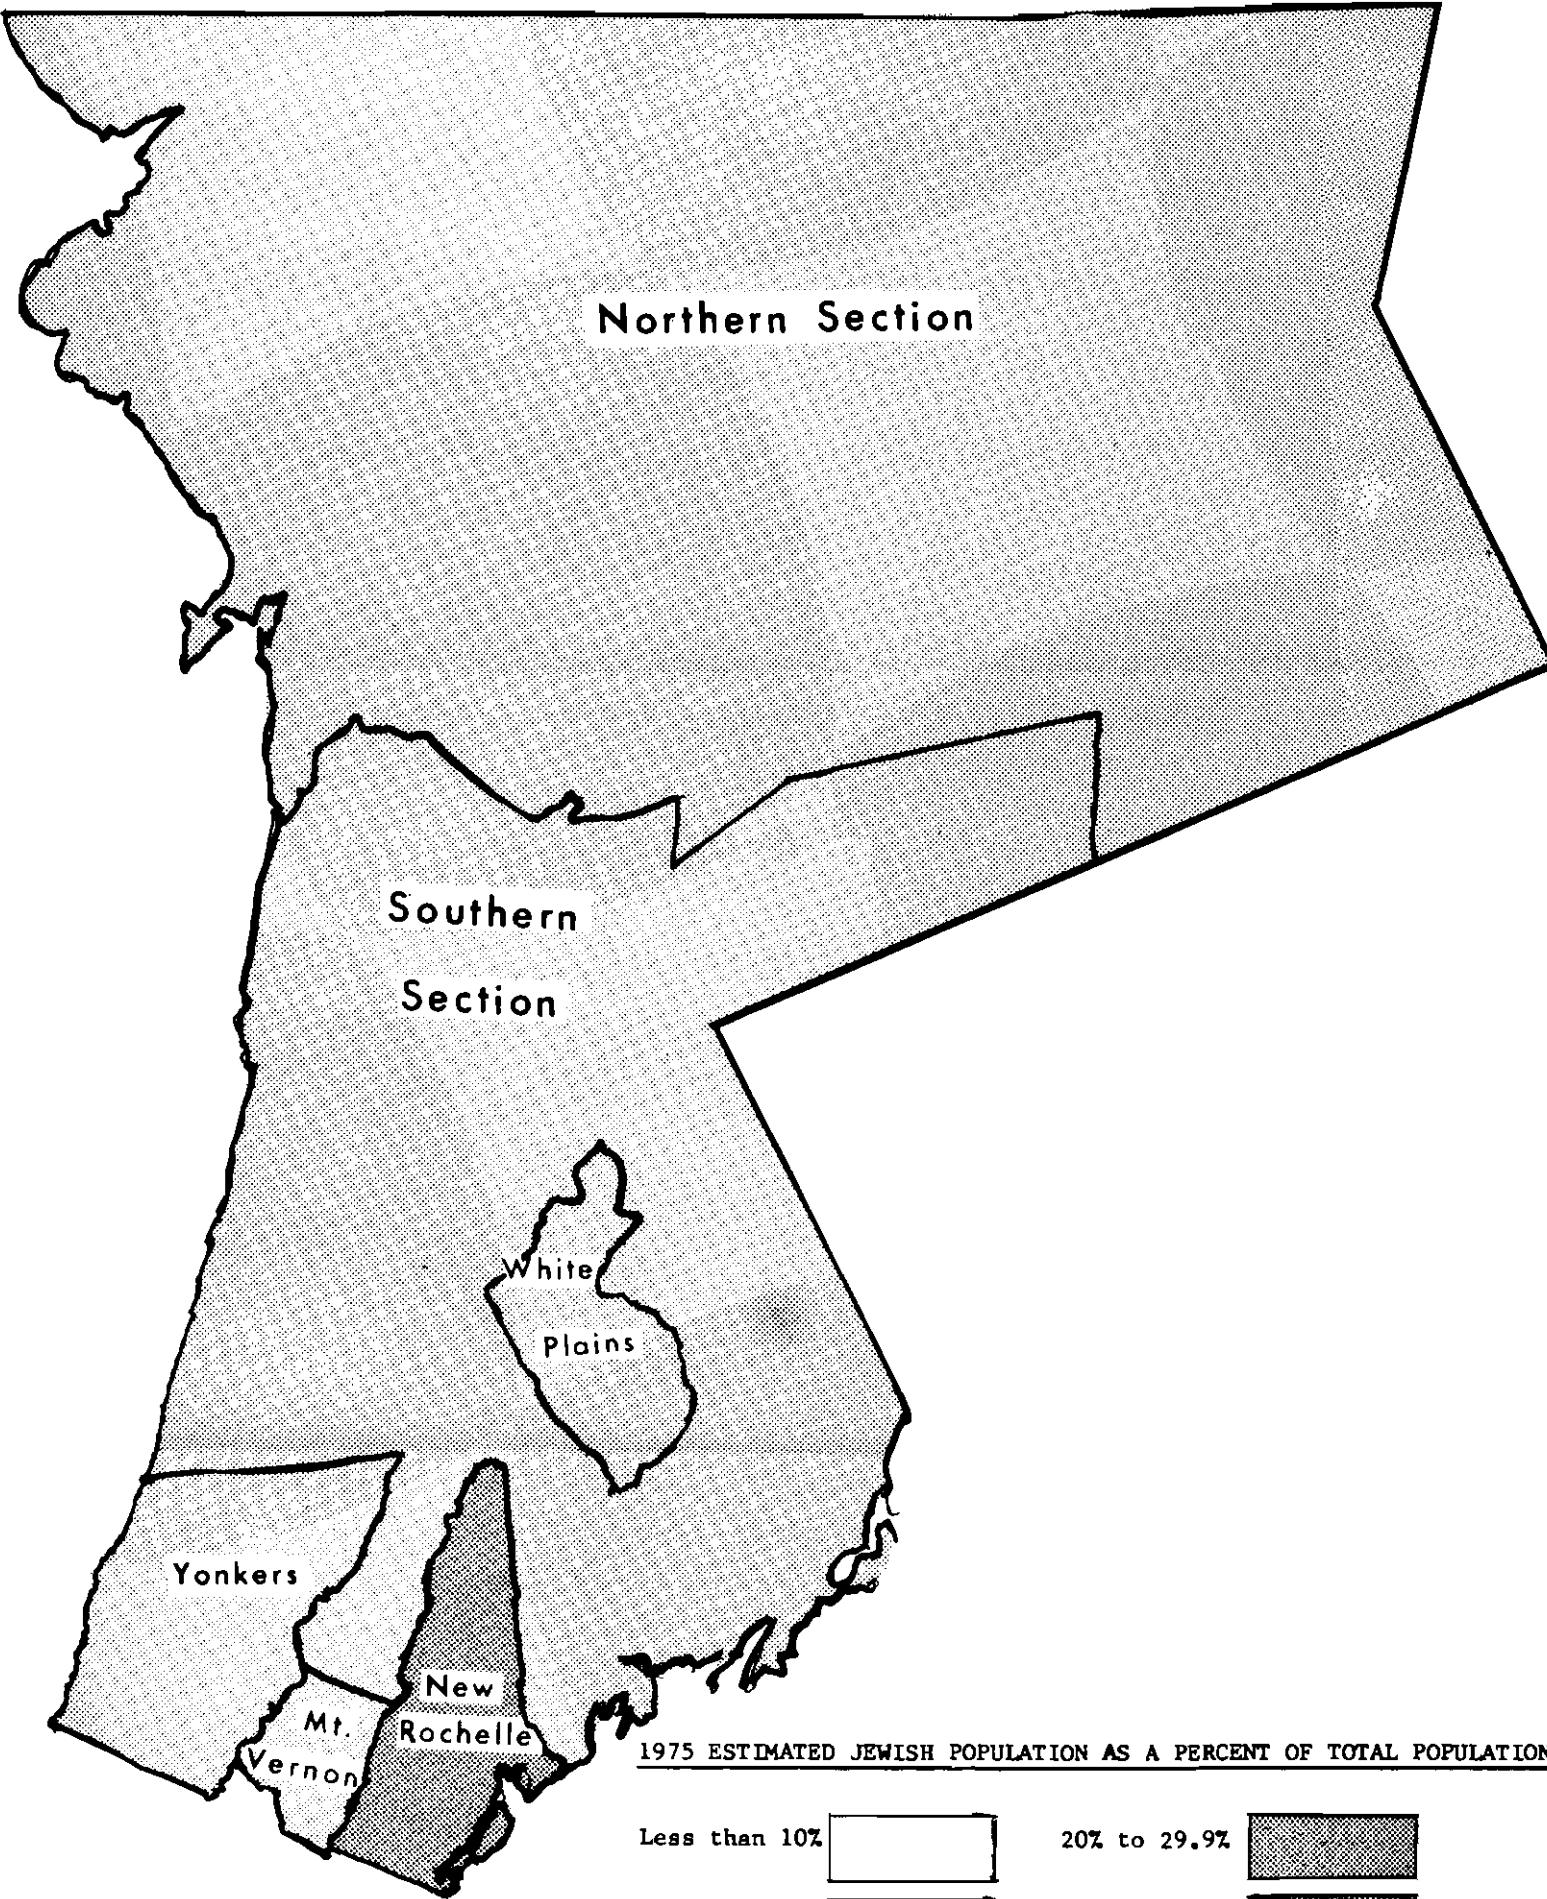 Northern Section
Southern
Section
White
Plains
Yonkers
New
Rochelle
Mt.
Vernon
1975 ESTIMATED JEWISH POPULATION AS A PERCENT OF TOTAL POPULATION
Less than 10%
20% to 29.9%